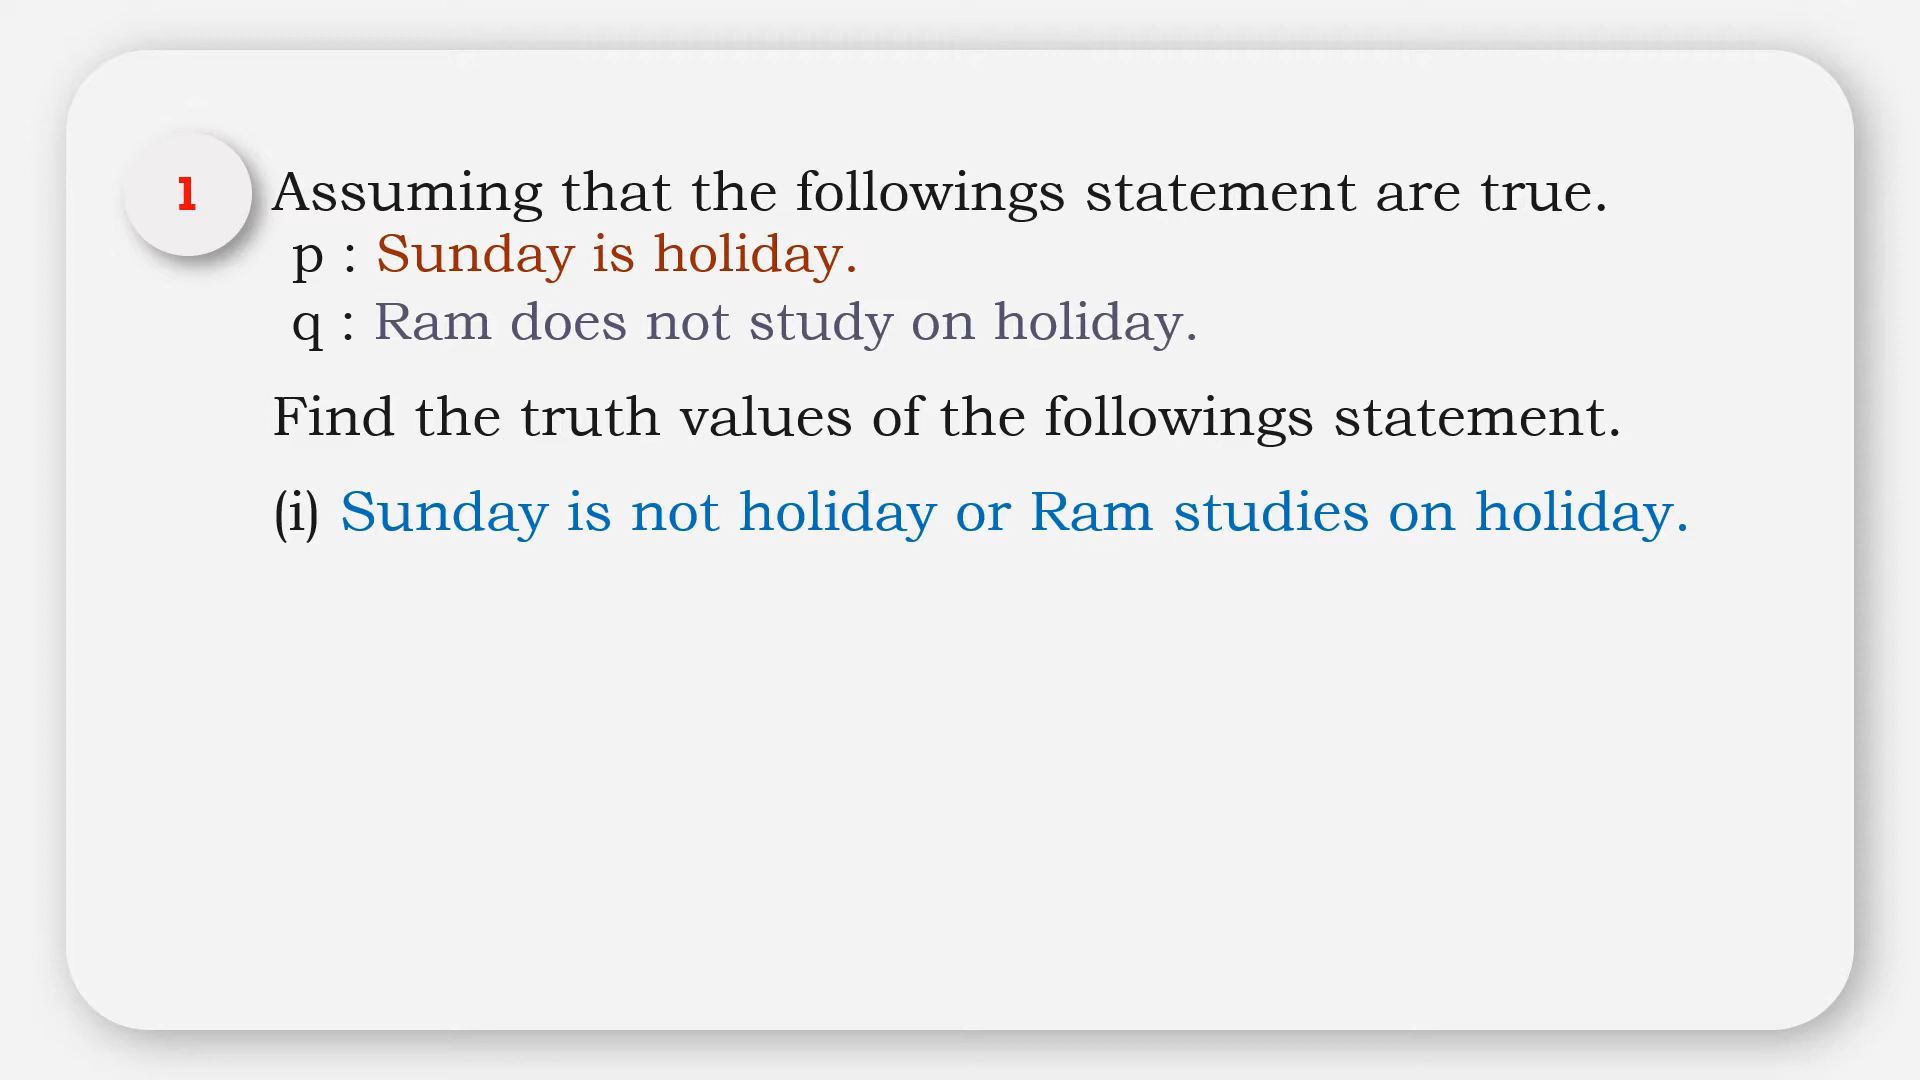 1 Assuming that the followings statement are true.
p : Sunday is holiday.
q : Ram does not study on holiday.
Find the truth values of the followings statement.
(i) Sunday is not holiday or Ram studies on holiday.